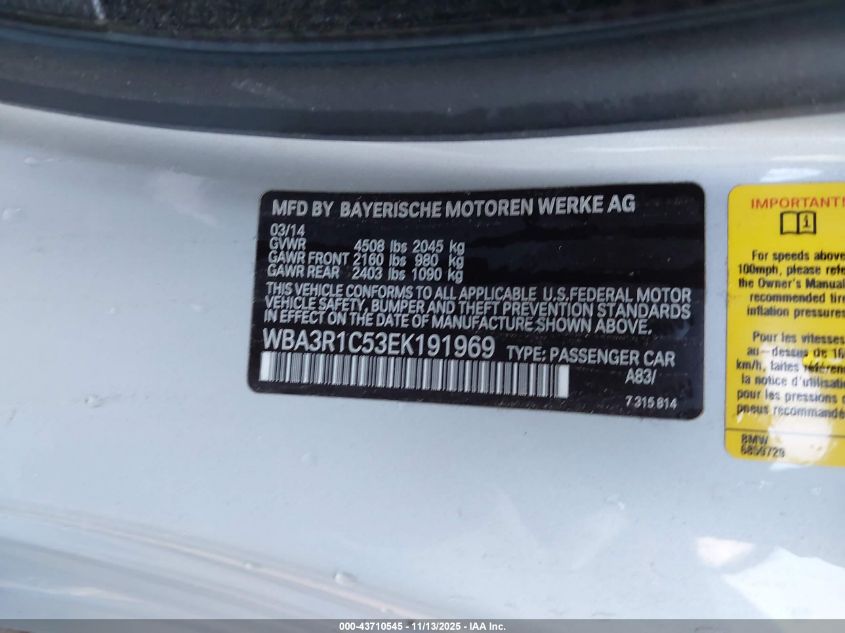 MFD BY BAYERISCHE MOTOREN WERKE AG
03/14
GVWR 4508 lbs 2045 kg
GAWR FRONT 2160 lbs 980 kg
GAWR REAR 2403 lbs 1090 kg
THIS VEHICLE CONFORMS TO ALL APPLICABLE U.S.FEDERAL MOTOR
VEHICLE SAFETY, BUMPER AND THEFT PREVENTION STANDARDS
IN EFFECT ON THE DATE OF MANUFACTURE SHOWN ABOVE.
WBA3R1C53EK191969 TYPE: PASSENGER CAR
A83/
7 315 814
IMPORTANT
For speeds above
100mph, please refe
the Owner's Manual
recommended tire
inflation pressures
Pour les vitesses
au-dessus de 16
km/h, faites référen
la notice d'utilisatio
pour les pressions
pneus recommandé
BMW
6859729
000-43710545 - 11/13/2025 - IAA Inc.